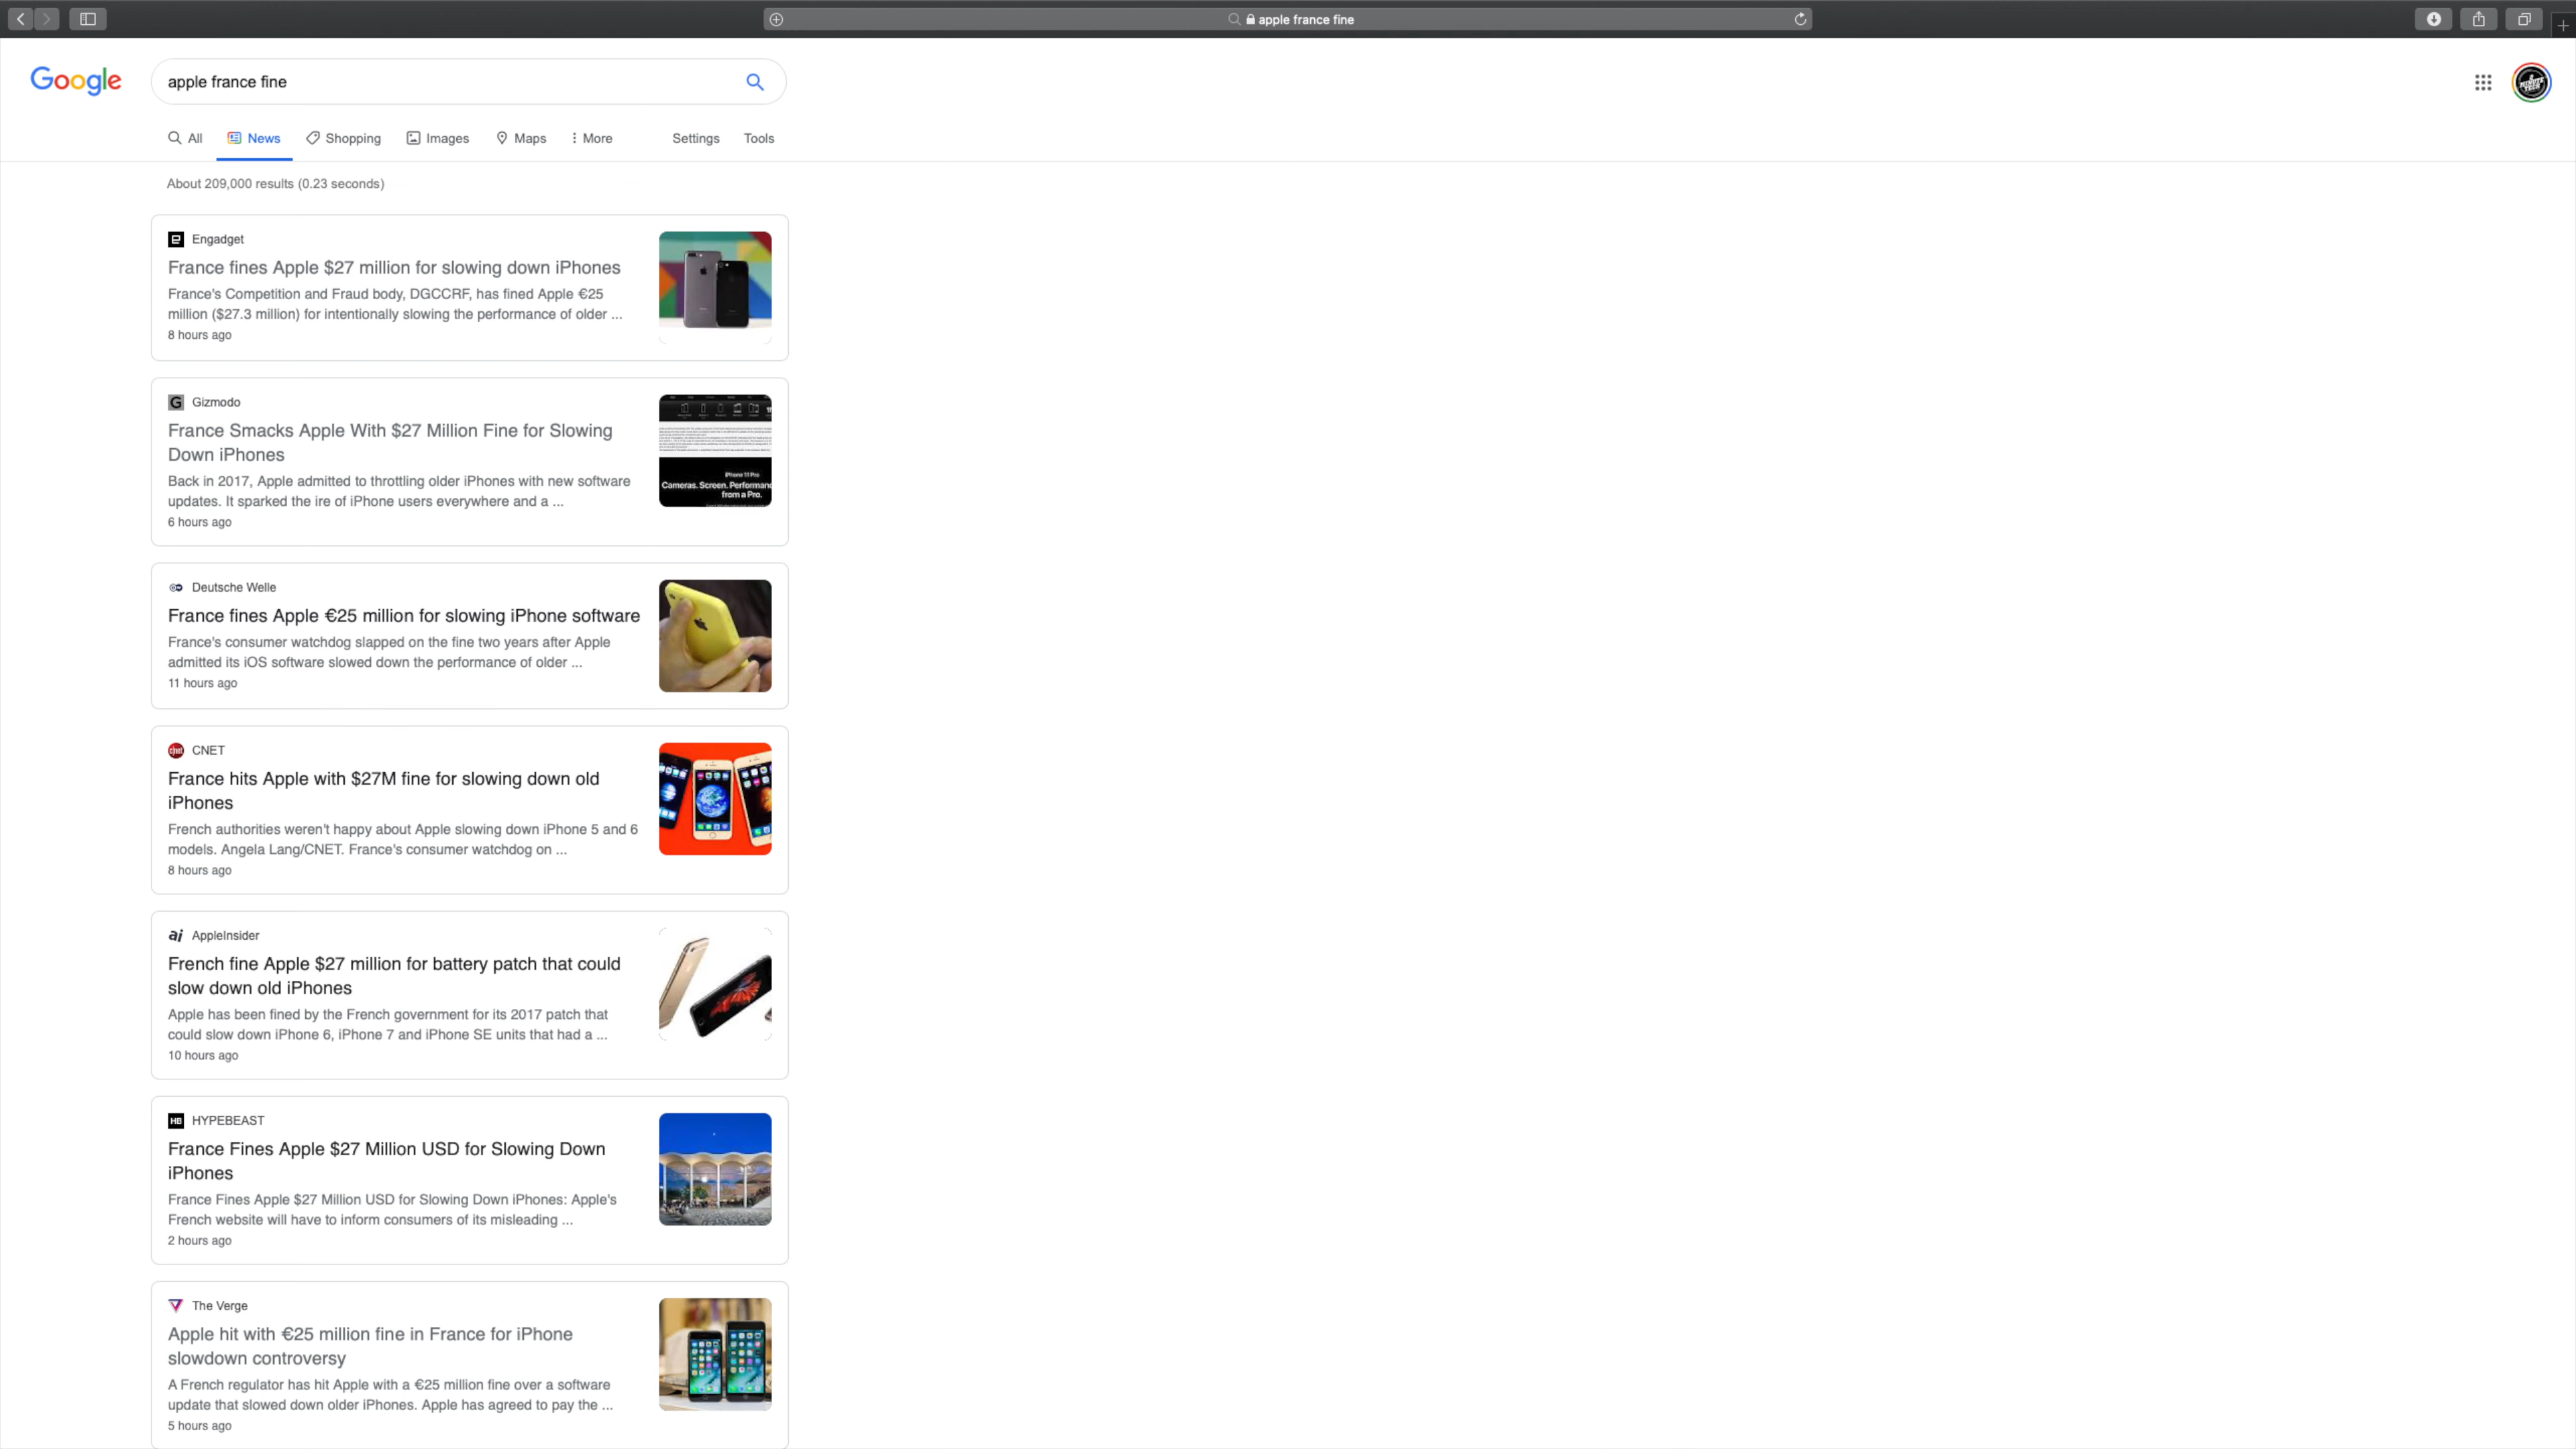 apple france fine
Google
apple france fine
All
News
Shopping
Images
Maps
More
Settings
Tools
About 209,000 results (0.23 seconds)
Engadget
France fines Apple $27 million for slowing down iPhones
France's Competition and Fraud body, DGCCRF, has fined Apple €25
million ($27.3 million) for intentionally slowing the performance of older ...
8 hours ago
G Gizmodo
France Smacks Apple With $27 Million Fine for Slowing
Down iPhones
Back in 2017, Apple admitted to throttling older iPhones with new software
updates. It sparked the ire of iPhone users everywhere and a ...
6 hours ago
iPhone 11 Pro
Cameras. Screen. Performanc
from a Pro.
Deutsche Welle
France fines Apple €25 million for slowing iPhone software
France's consumer watchdog slapped on the fine two years after Apple
admitted its iOS software slowed down the performance of older ...
11 hours ago
cnet CNET
France hits Apple with $27M fine for slowing down old
iPhones
French authorities weren't happy about Apple slowing down iPhone 5 and 6
models. Angela Lang/CNET. France's consumer watchdog on ...
8 hours ago
ai AppleInsider
French fine Apple $27 million for battery patch that could
slow down old iPhones
Apple has been fined by the French government for its 2017 patch that
could slow down iPhone 6, iPhone 7 and iPhone SE units that had a ...
10 hours ago
HB HYPEBEAST
France Fines Apple $27 Million USD for Slowing Down
iPhones
France Fines Apple $27 Million USD for Slowing Down iPhones: Apple's
French website will have to inform consumers of its misleading ...
2 hours ago
The Verge
Apple hit with €25 million fine in France for iPhone
slowdown controversy
A French regulator has hit Apple with a €25 million fine over a software
update that slowed down older iPhones. Apple has agreed to pay the ...
5 hours ago